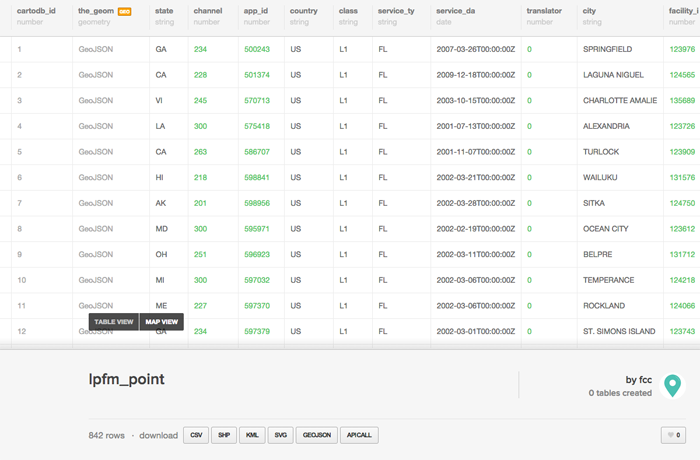 cartodb_id the_geom GEO state channel app_id country class service_ty service_da translator city facility_i
number geometry string number number string string string date number string number
1 GeoJSON GA 234 500243 US L1 FL 2007-03-26T00:00:00Z 0 SPRINGFIELD 123976
2 GeoJSON CA 228 501374 US L1 FL 2009-12-18T00:00:00Z 0 LAGUNA NIGUEL 124565
3 GeoJSON VI 245 570713 US L1 FL 2003-10-15T00:00:00Z 0 CHARLOTTE AMALIE 135689
4 GeoJSON LA 300 575418 US L1 FL 2001-07-13T00:00:00Z 0 ALEXANDRIA 123726
5 GeoJSON CA 263 586707 US L1 FL 2001-11-07T00:00:00Z 0 TURLOCK 123909
6 GeoJSON HI 218 598841 US L1 FL 2002-03-21T00:00:00Z 0 WAILUKU 131576
7 GeoJSON AK 201 598956 US L1 FL 2002-03-28T00:00:00Z 0 SITKA 124750
8 GeoJSON MD 300 595971 US L1 FL 2002-02-19T00:00:00Z 0 OCEAN CITY 123612
9 GeoJSON OH 251 596923 US L1 FL 2002-03-11T00:00:00Z 0 BELPRE 131712
10 GeoJSON MI 300 597032 US L1 FL 2002-03-06T00:00:00Z 0 TEMPERANCE 124218
11 GeoJSON ME 227 597370 US L1 FL 2002-03-06T00:00:00Z 0 ROCKLAND 124066
TABLE VIEW MAP VIEW
12 GeoJSON GA 234 597379 US L1 FL 2002-03-01T00:00:00Z 0 ST. SIMONS ISLAND 123743
lpfm_point
by fcc
0 tables created
842 rows • download CSV SHP KML SVG GEOJSON API CALL 0